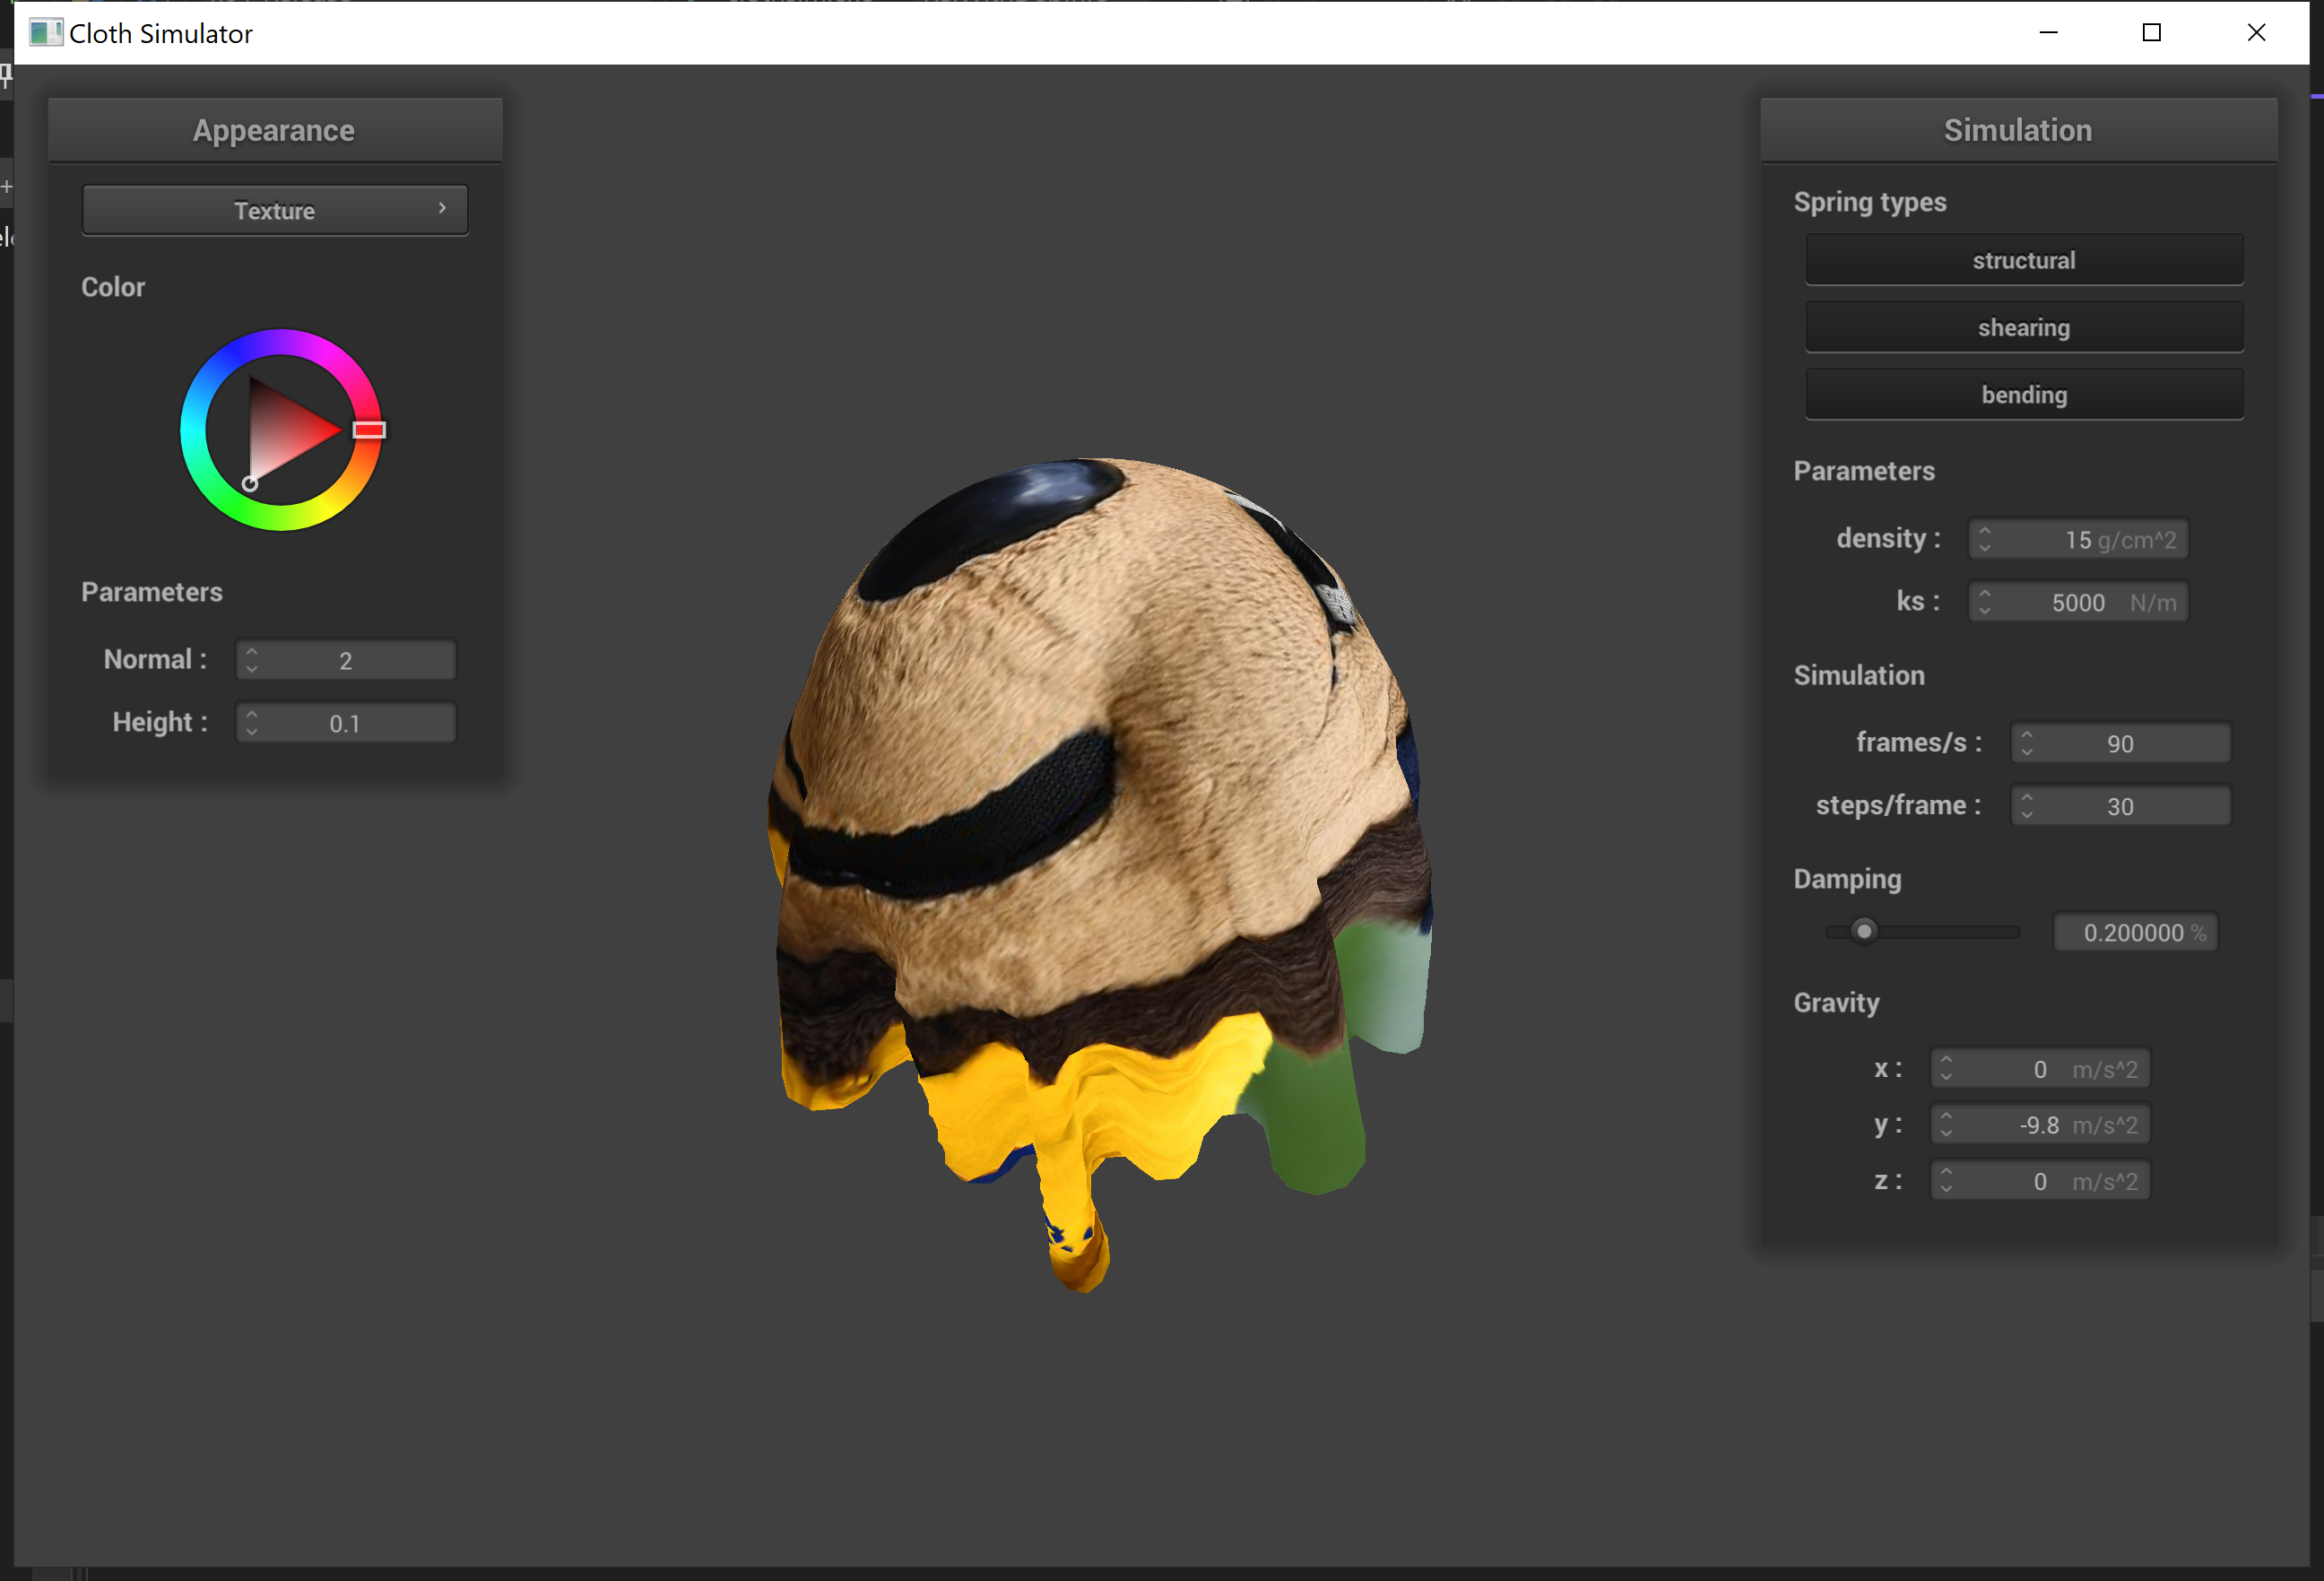 Cloth Simulator
Appearance
Texture
Color
Parameters
Normal : 2
Height : 0.1
Simulation
Spring types
structural
shearing
bending
Parameters
density : 15 g/cm^2
ks : 5000 N/m
Simulation
frames/s : 90
steps/frame : 30
Damping
0.200000 %
Gravity
x : 0 m/s^2
y : -9.8 m/s^2
z : 0 m/s^2